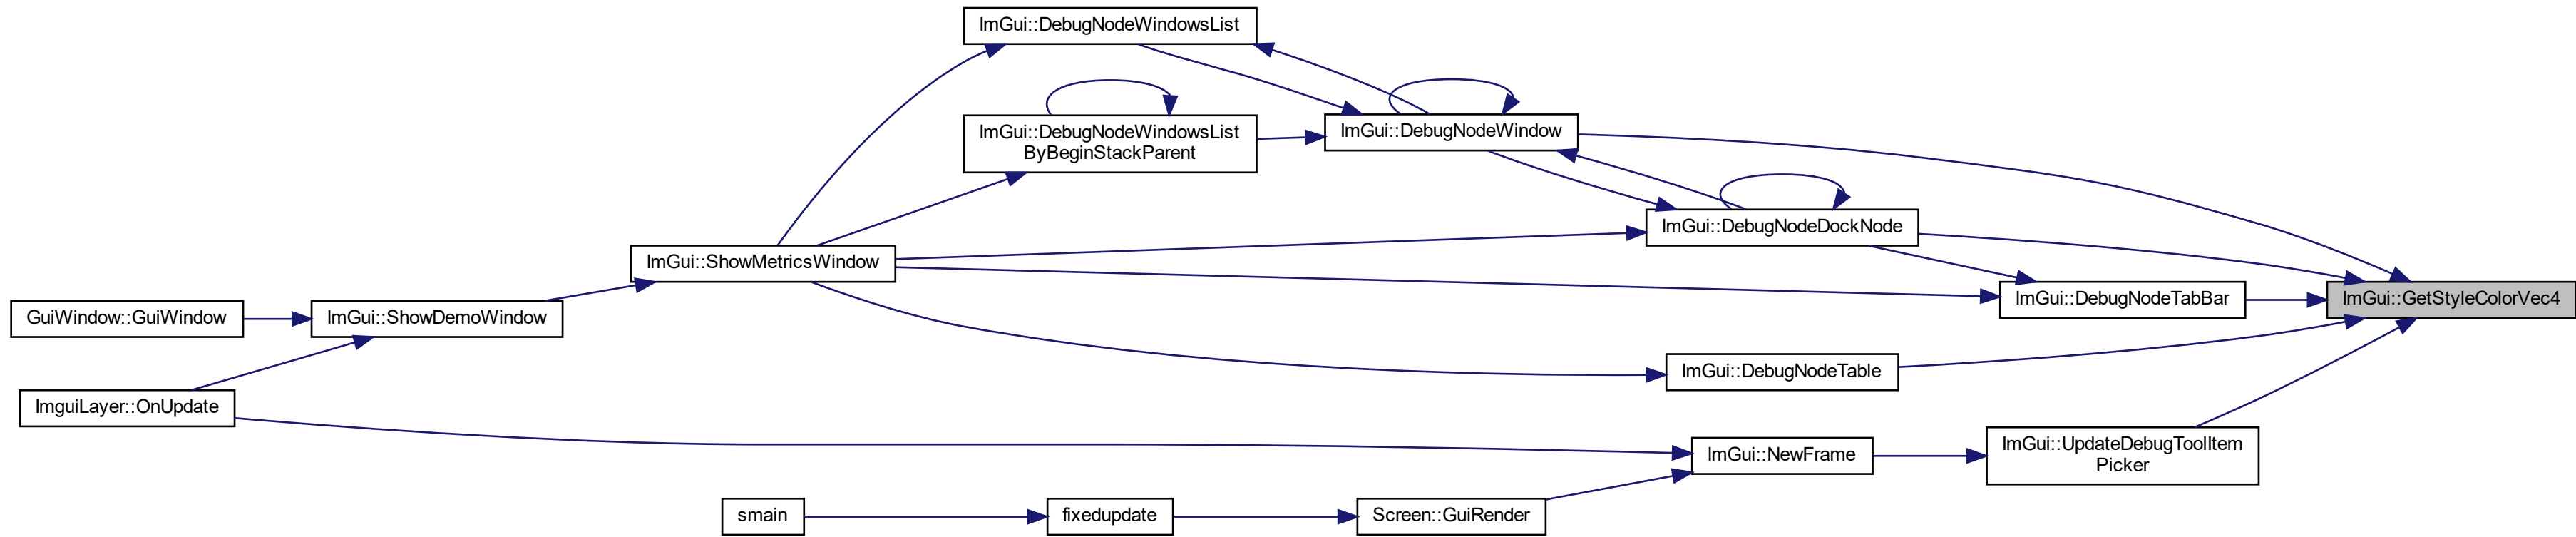 ImGui::DebugNodeWindowsList
ImGui::DebugNodeWindowsList
ByBeginStackParent
ImGui::DebugNodeWindow
ImGui::DebugNodeDockNode
ImGui::ShowMetricsWindow
ImGui::DebugNodeTabBar
ImGui::GetStyleColorVec4
GuiWindow::GuiWindow
ImGui::ShowDemoWindow
ImGui::DebugNodeTable
ImguiLayer::OnUpdate
ImGui::NewFrame
ImGui::UpdateDebugToolItem
Picker
smain
fixedupdate
Screen::GuiRender